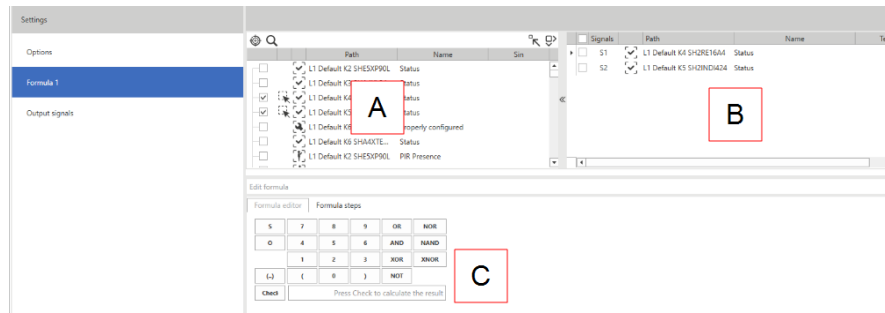 Settings
Options
Formula 1
Output signals
Path Name Sin
L1 Default K2 SHE5XP90L Status
L1 Default K3 Status
L1 Default K4 Status
L1 Default K5 Status
L1 Default K6 properly configured
L1 Default K6 SHA4XTE... Status
L1 Default K2 SHE5XP90L PIR Presence
A
Signals Path Name Te
S1 L1 Default K4 SH2RE16A4 Status
S2 L1 Default K5 SH2INDI424 Status
B
Edit formula
Formula editor Formula steps
S 7 8 9 OR NOR
O 4 5 6 AND NAND
1 2 3 XOR XNOR
(..) ( 0 ) NOT
Check Press Check to calculate the result
C